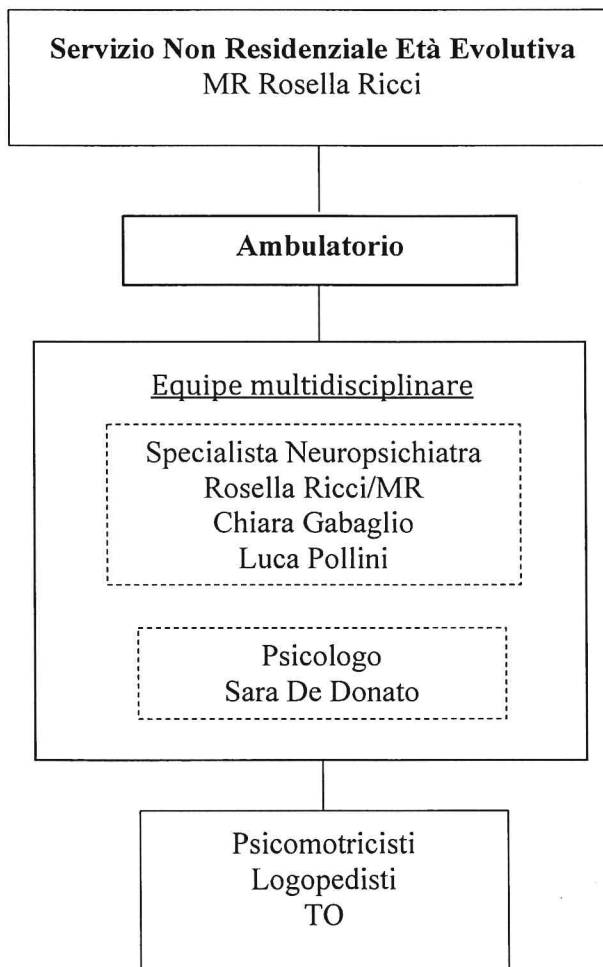 Servizio Non Residenziale Età Evolutiva
MR Rosella Ricci
Ambulatorio
Equipe multidisciplinare
Specialista Neuropsichiatra
Rosella Ricci/MR
Chiara Gabaglio
Luca Pollini
Psicologo
Sara De Donato
Psicomotricisti
Logopedisti
TO